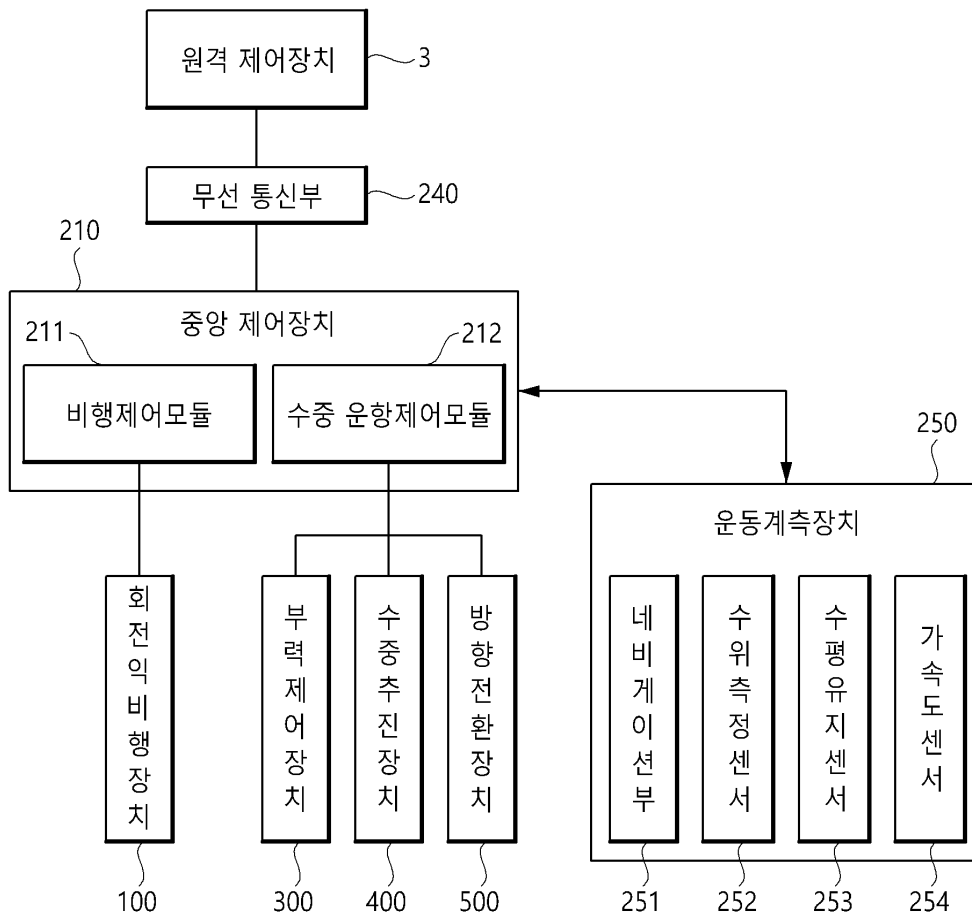 원격 제어장치
3
무선 통신부
240
210
중앙 제어장치
211
212
비행제어모듈
수중 운항제어모듈
250
운동계측장치
회전익비행장치
부력제어장치
수중추진장치
방향전환장치
네비게이션부
수위측정센서
수평유지센서
가속도센서
100
300
400
500
251
252
253
254